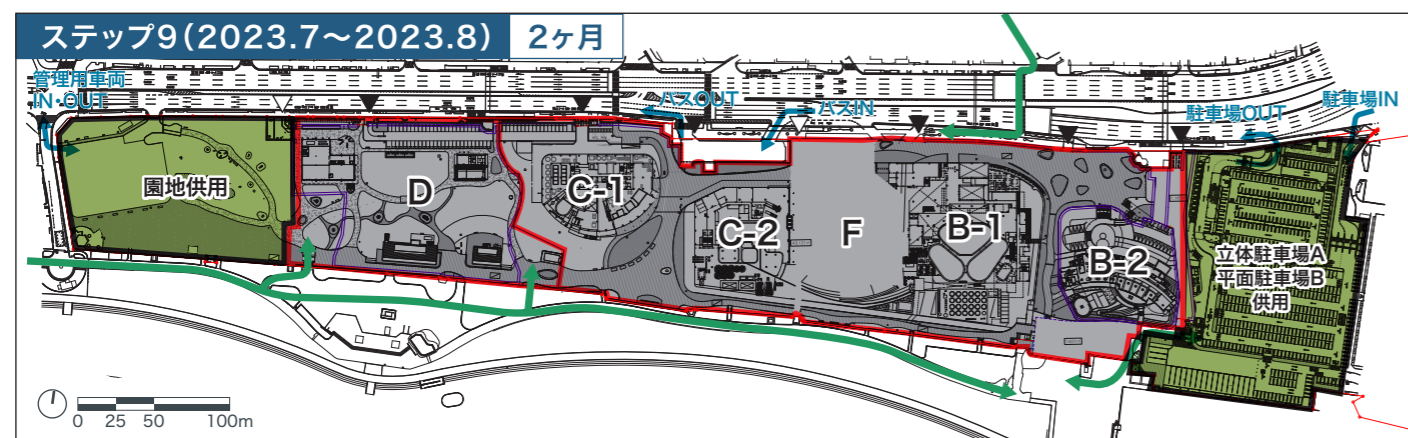 ステップ9(2023.7〜2023.8) 2ヶ月
管理用車両
IN・OUT
バスOUT
バスIN
駐車場OUT
駐車場IN
園地供用
D
C-1
C-2
F
B-1
B-2
立体駐車場A
平面駐車場B
供用
0 25 50 100m